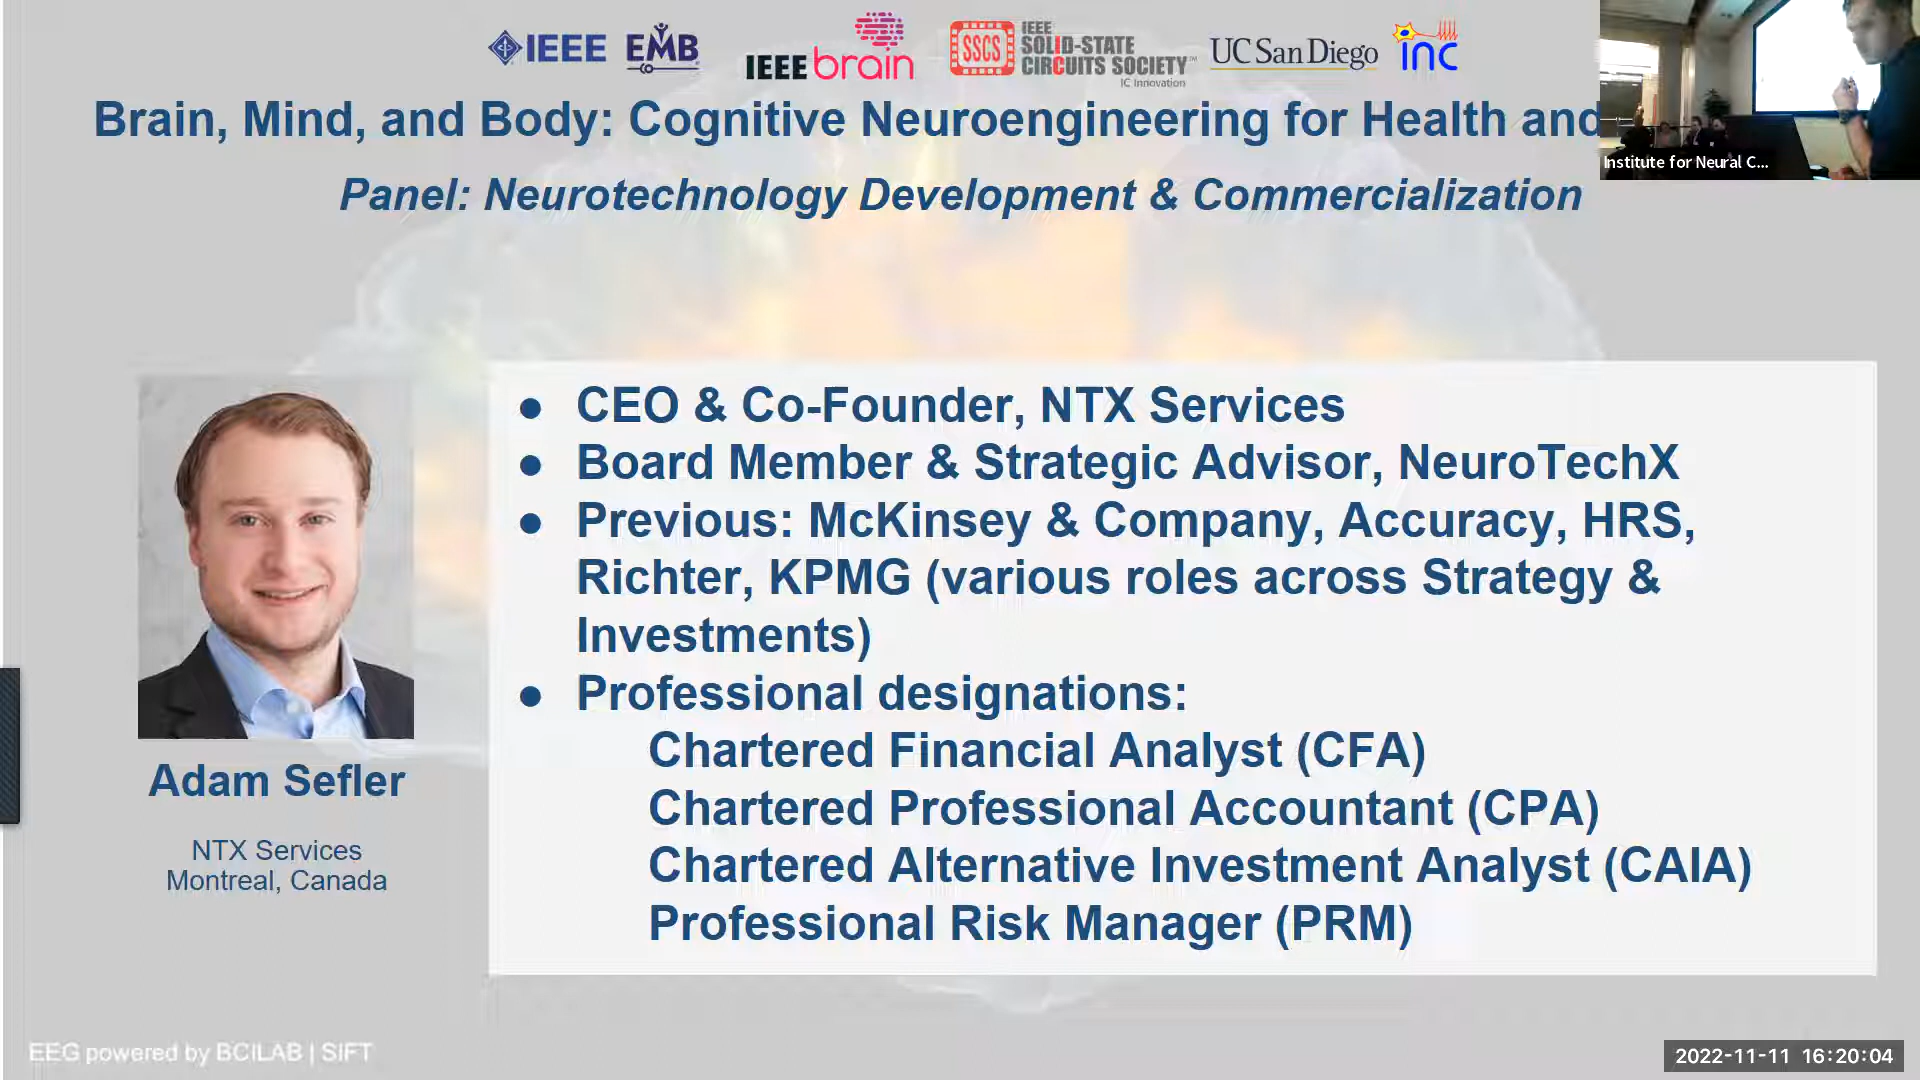 IEEE EMB IEEE brain SSCS IEEE SOLID-STATE CIRCUITS SOCIETY™ IC Innovation UC San Diego inc
Brain, Mind, and Body: Cognitive Neuroengineering for Health and
Institute for Neural C...
Panel: Neurotechnology Development & Commercialization
● CEO & Co-Founder, NTX Services
● Board Member & Strategic Advisor, NeuroTechX
● Previous: McKinsey & Company, Accuracy, HRS,
Richter, KPMG (various roles across Strategy &
Investments)
● Professional designations:
Chartered Financial Analyst (CFA)
Chartered Professional Accountant (CPA)
Chartered Alternative Investment Analyst (CAIA)
Professional Risk Manager (PRM)
Adam Sefler
NTX Services
Montreal, Canada
EEG powered by BCILAB | SIFT
2022-11-11 16:20:04